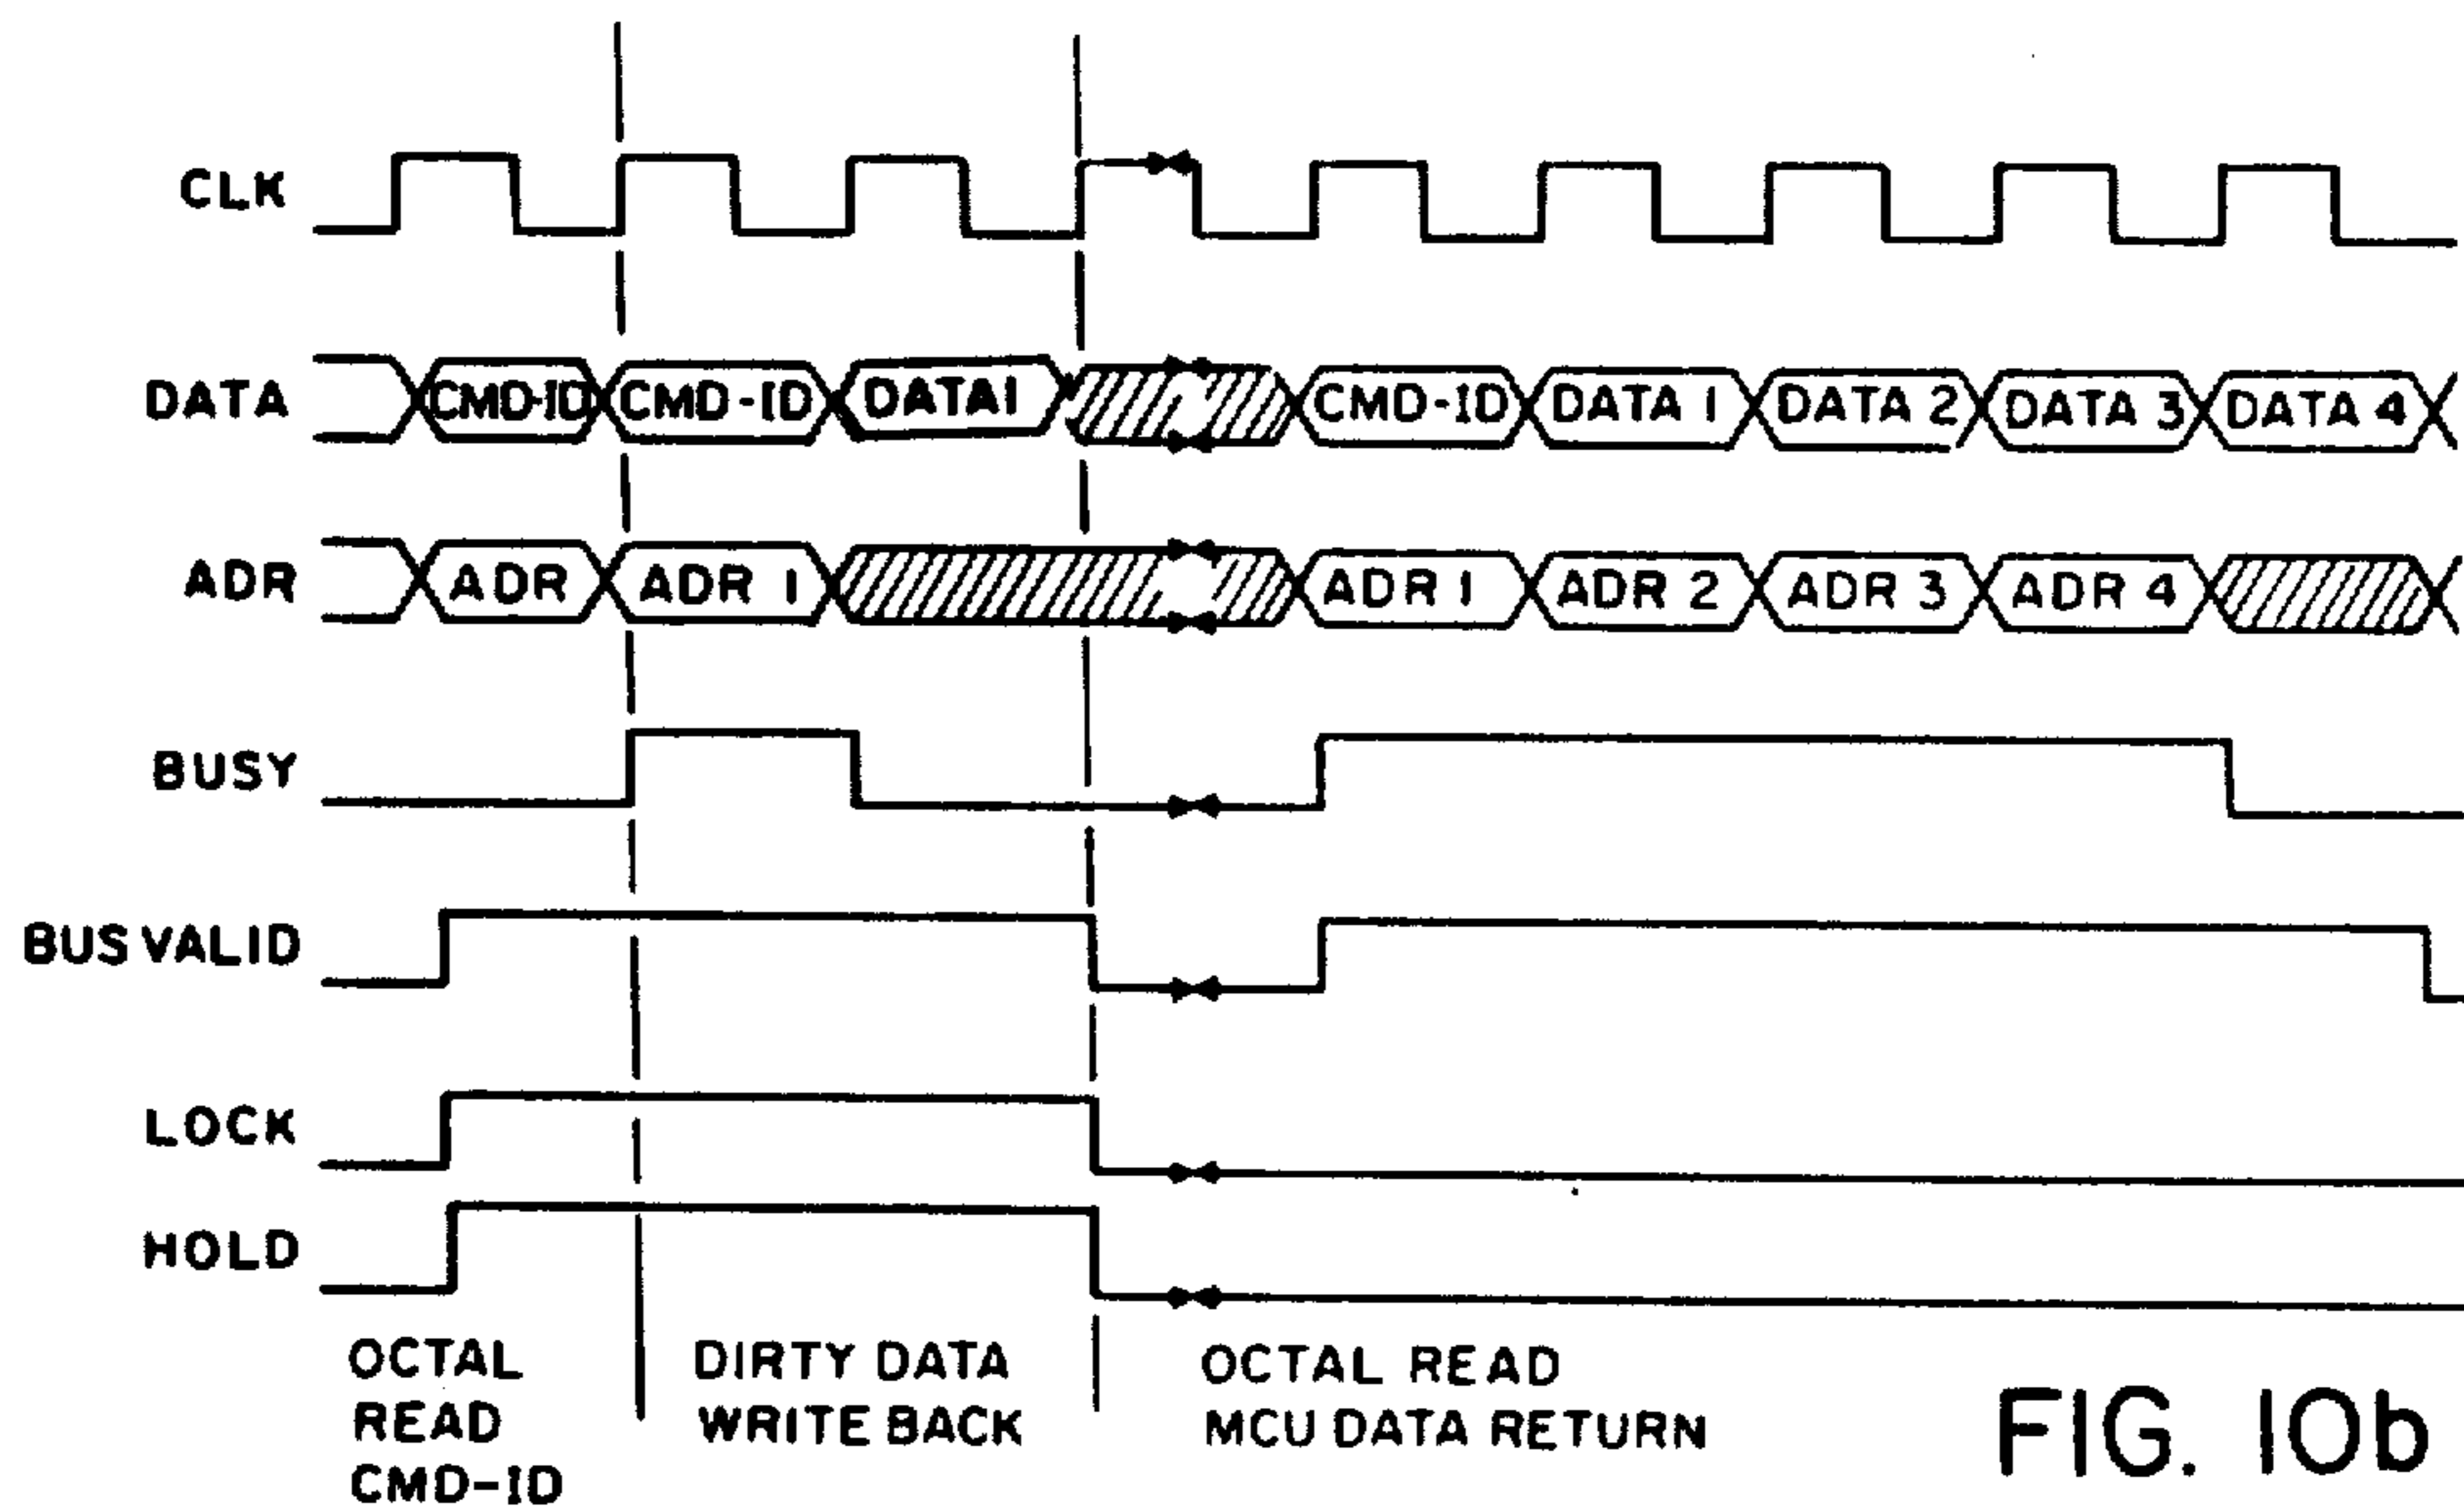 CLK
DATA CMD-ID CMD-ID DATA1 CMD-ID DATA 1 DATA 2 DATA 3 DATA 4
ADR ADR ADR 1 ADR 1 ADR 2 ADR 3 ADR 4
BUSY
BUS VALID
LOCK
HOLD
OCTAL
READ
CMD-ID
DIRTY DATA
WRITE BACK
OCTAL READ
MCU DATA RETURN
FIG. 10b